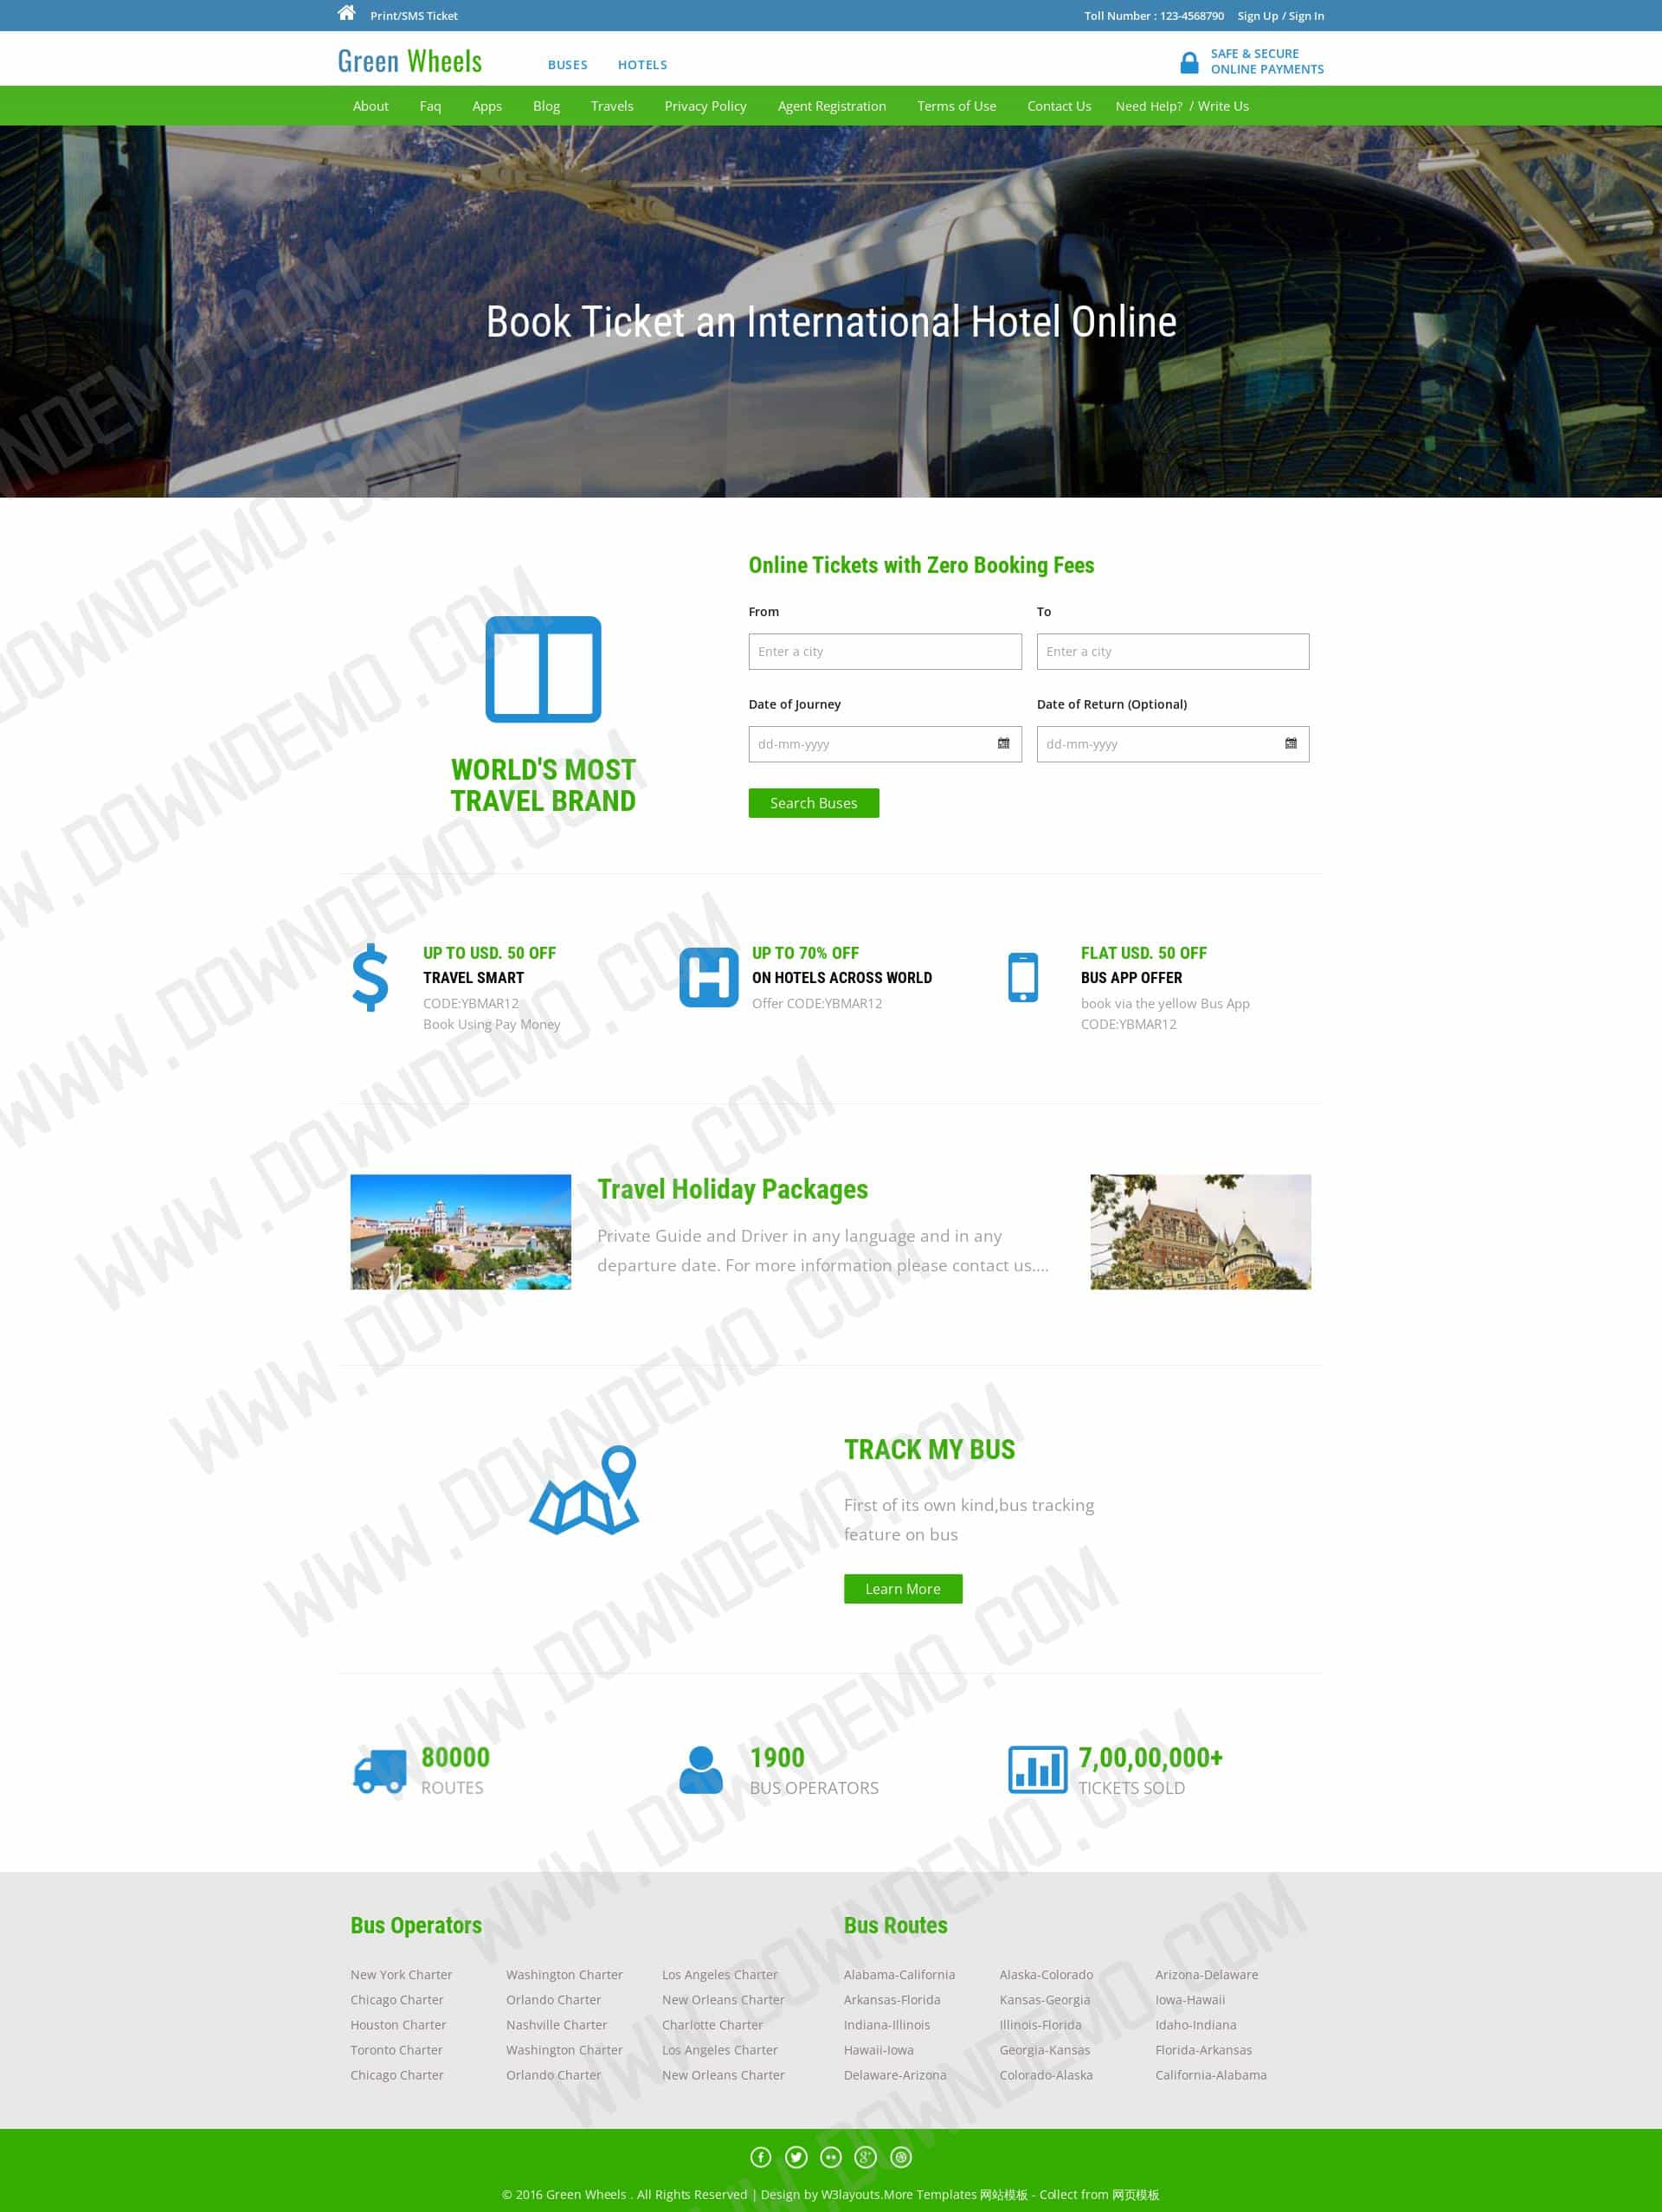 Print/SMS Ticket
Toll Number : 123-4568790 Sign Up / Sign In
Green Wheels
BUSES HOTELS
SAFE & SECURE
ONLINE PAYMENTS
About Faq Apps Blog Travels Privacy Policy Agent Registration Terms of Use Contact Us Need Help? / Write Us
Book Ticket an International Hotel Online
WORLD'S MOST
TRAVEL BRAND
Online Tickets with Zero Booking Fees
From To
Enter a city Enter a city
Date of Journey Date of Return (Optional)
dd-mm-yyyy dd-mm-yyyy
Search Buses
UP TO USD. 50 OFF
TRAVEL SMART
CODE:YBMAR12
Book Using Pay Money
UP TO 70% OFF
ON HOTELS ACROSS WORLD
Offer CODE:YBMAR12
FLAT USD. 50 OFF
BUS APP OFFER
book via the yellow Bus App
CODE:YBMAR12
Travel Holiday Packages
Private Guide and Driver in any language and in any
departure date. For more information please contact us....
TRACK MY BUS
First of its own kind,bus tracking
feature on bus
Learn More
80000
ROUTES
1900
BUS OPERATORS
7,00,00,000+
TICKETS SOLD
Bus Operators
New York Charter Washington Charter Los Angeles Charter
Chicago Charter Orlando Charter New Orleans Charter
Houston Charter Nashville Charter Charlotte Charter
Toronto Charter Washington Charter Los Angeles Charter
Chicago Charter Orlando Charter New Orleans Charter
Bus Routes
Alabama-California Alaska-Colorado Arizona-Delaware
Arkansas-Florida Kansas-Georgia Iowa-Hawaii
Indiana-Illinois Illinois-Florida Idaho-Indiana
Hawaii-Iowa Georgia-Kansas Florida-Arkansas
Delaware-Arizona Colorado-Alaska California-Alabama
© 2016 Green Wheels . All Rights Reserved | Design by W3layouts.More Templates 网站模板 - Collect from 网页模板
WWW.DOWNDEMO.COM